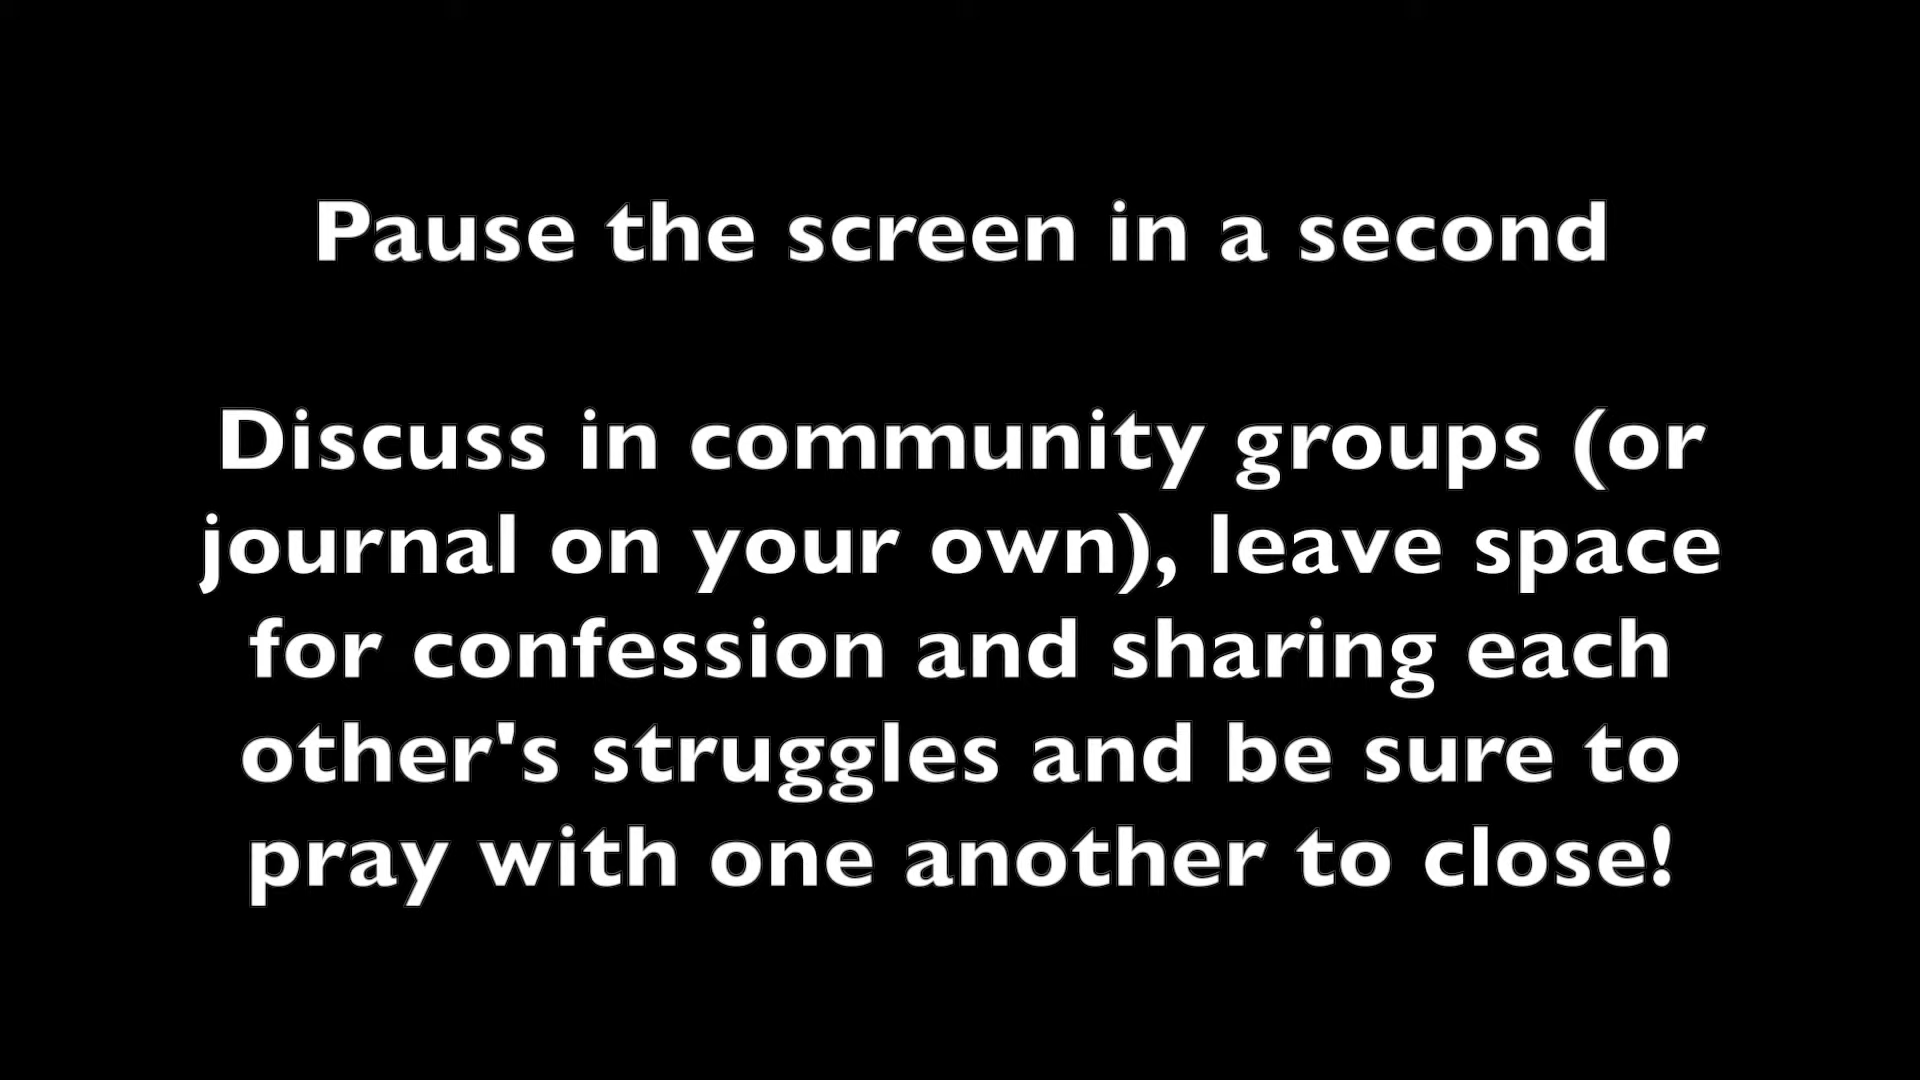 Pause the screen in a second
Discuss in community groups (or
journal on your own), leave space
for confession and sharing each
other's struggles and be sure to
pray with one another to close!